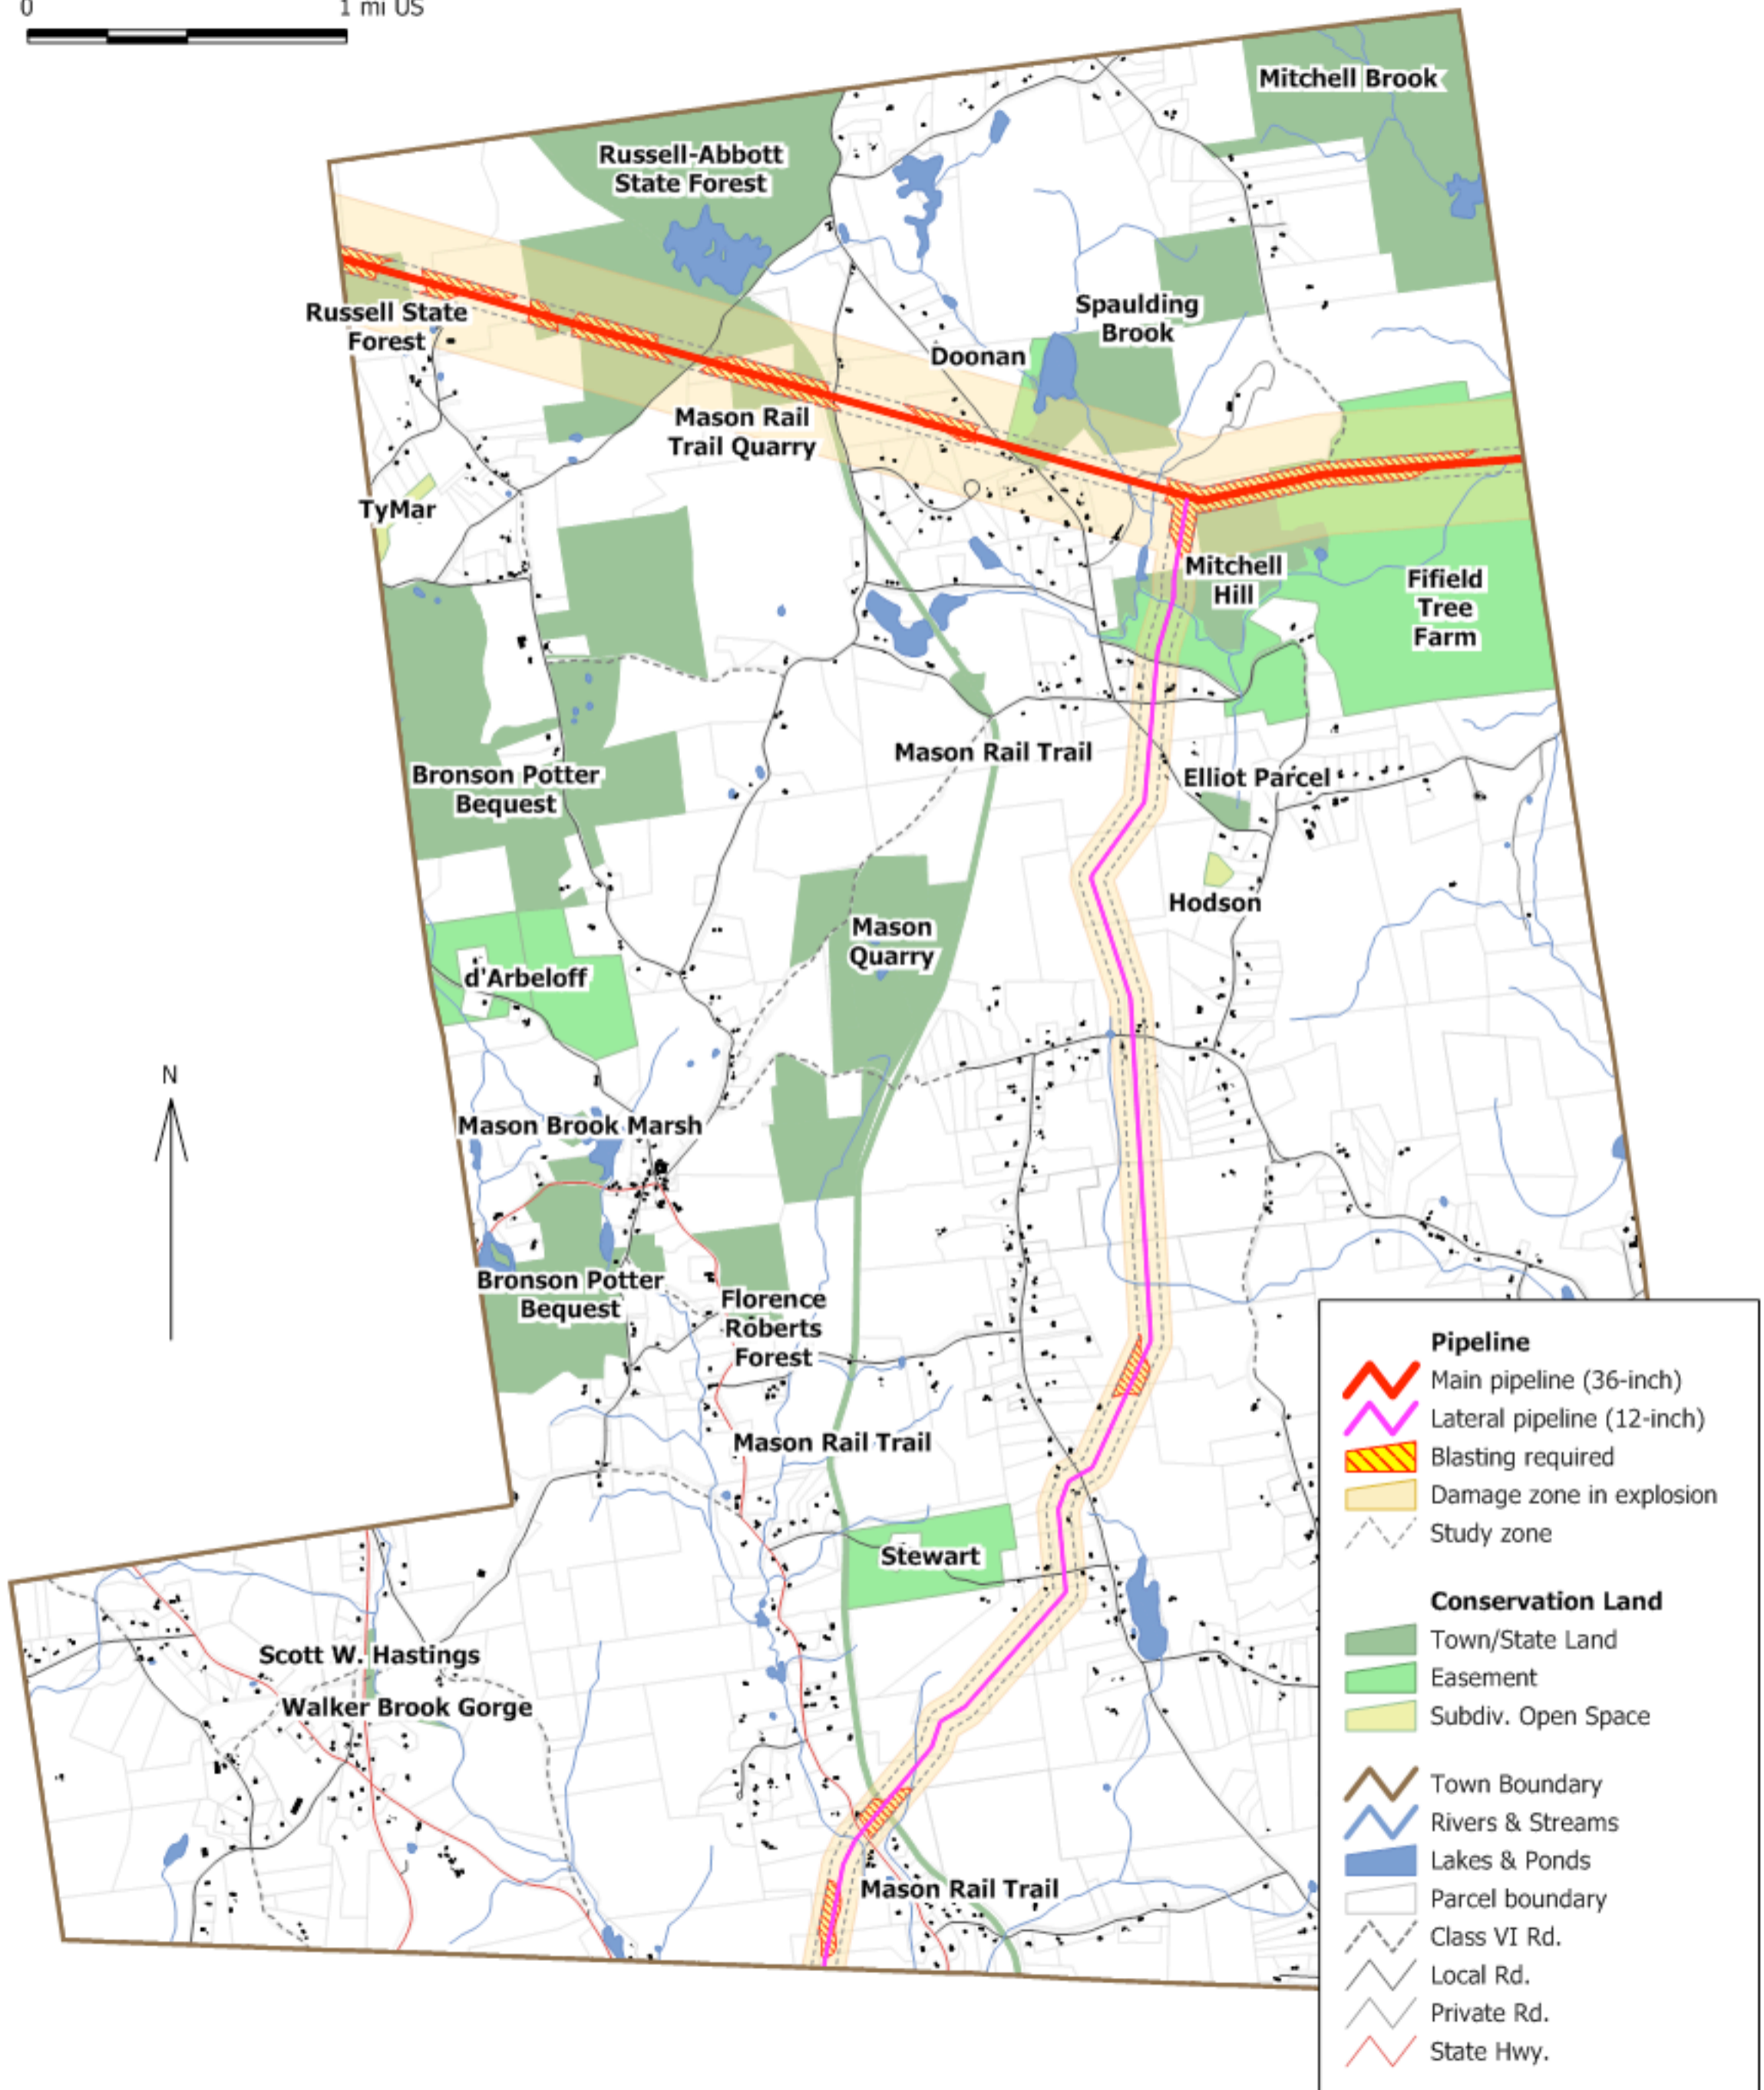 0 1 mi US
Mitchell Brook
Russell-Abbott
State Forest
Spaulding
Brook
Russell State
Forest
Doonan
Mason Rail
Trail Quarry
TyMar
Mitchell
Hill
Fifield
Tree
Farm
Mason Rail Trail
Bronson Potter
Bequest
Elliot Parcel
Hodson
Mason
Quarry
d'Arbeloff
N
Mason Brook Marsh
Bronson Potter
Bequest
Florence
Roberts
Forest
Mason Rail Trail
Stewart
Scott W. Hastings
Walker Brook Gorge
Mason Rail Trail
Pipeline
Main pipeline (36-inch)
Lateral pipeline (12-inch)
Blasting required
Damage zone in explosion
Study zone
Conservation Land
Town/State Land
Easement
Subdiv. Open Space
Town Boundary
Rivers & Streams
Lakes & Ponds
Parcel boundary
Class VI Rd.
Local Rd.
Private Rd.
State Hwy.